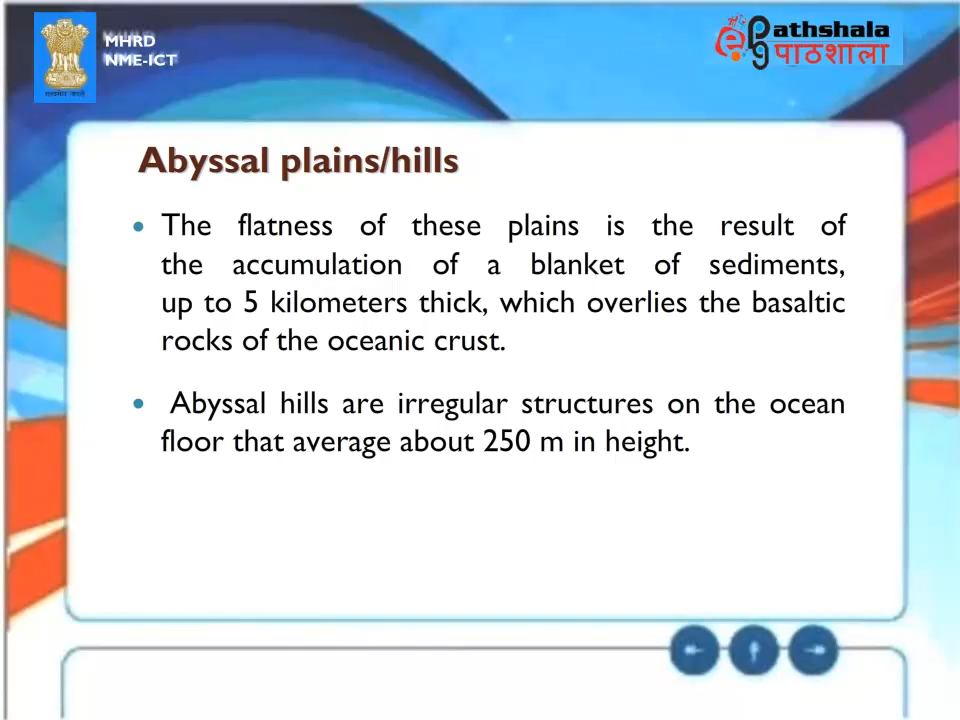 MHRD
NME-ICT
e Pathshala
पाठशाला
Abyssal plains/hills
• The flatness of these plains is the result of
the accumulation of a blanket of sediments,
up to 5 kilometers thick, which overlies the basaltic
rocks of the oceanic crust.
• Abyssal hills are irregular structures on the ocean
floor that average about 250 m in height.